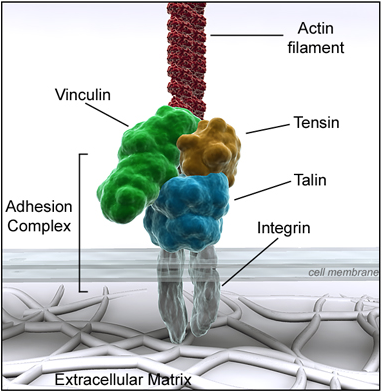 Actin
filament
Vinculin
Tensin
Talin
Adhesion
Complex
Integrin
cell membrane
Extracellular Matrix